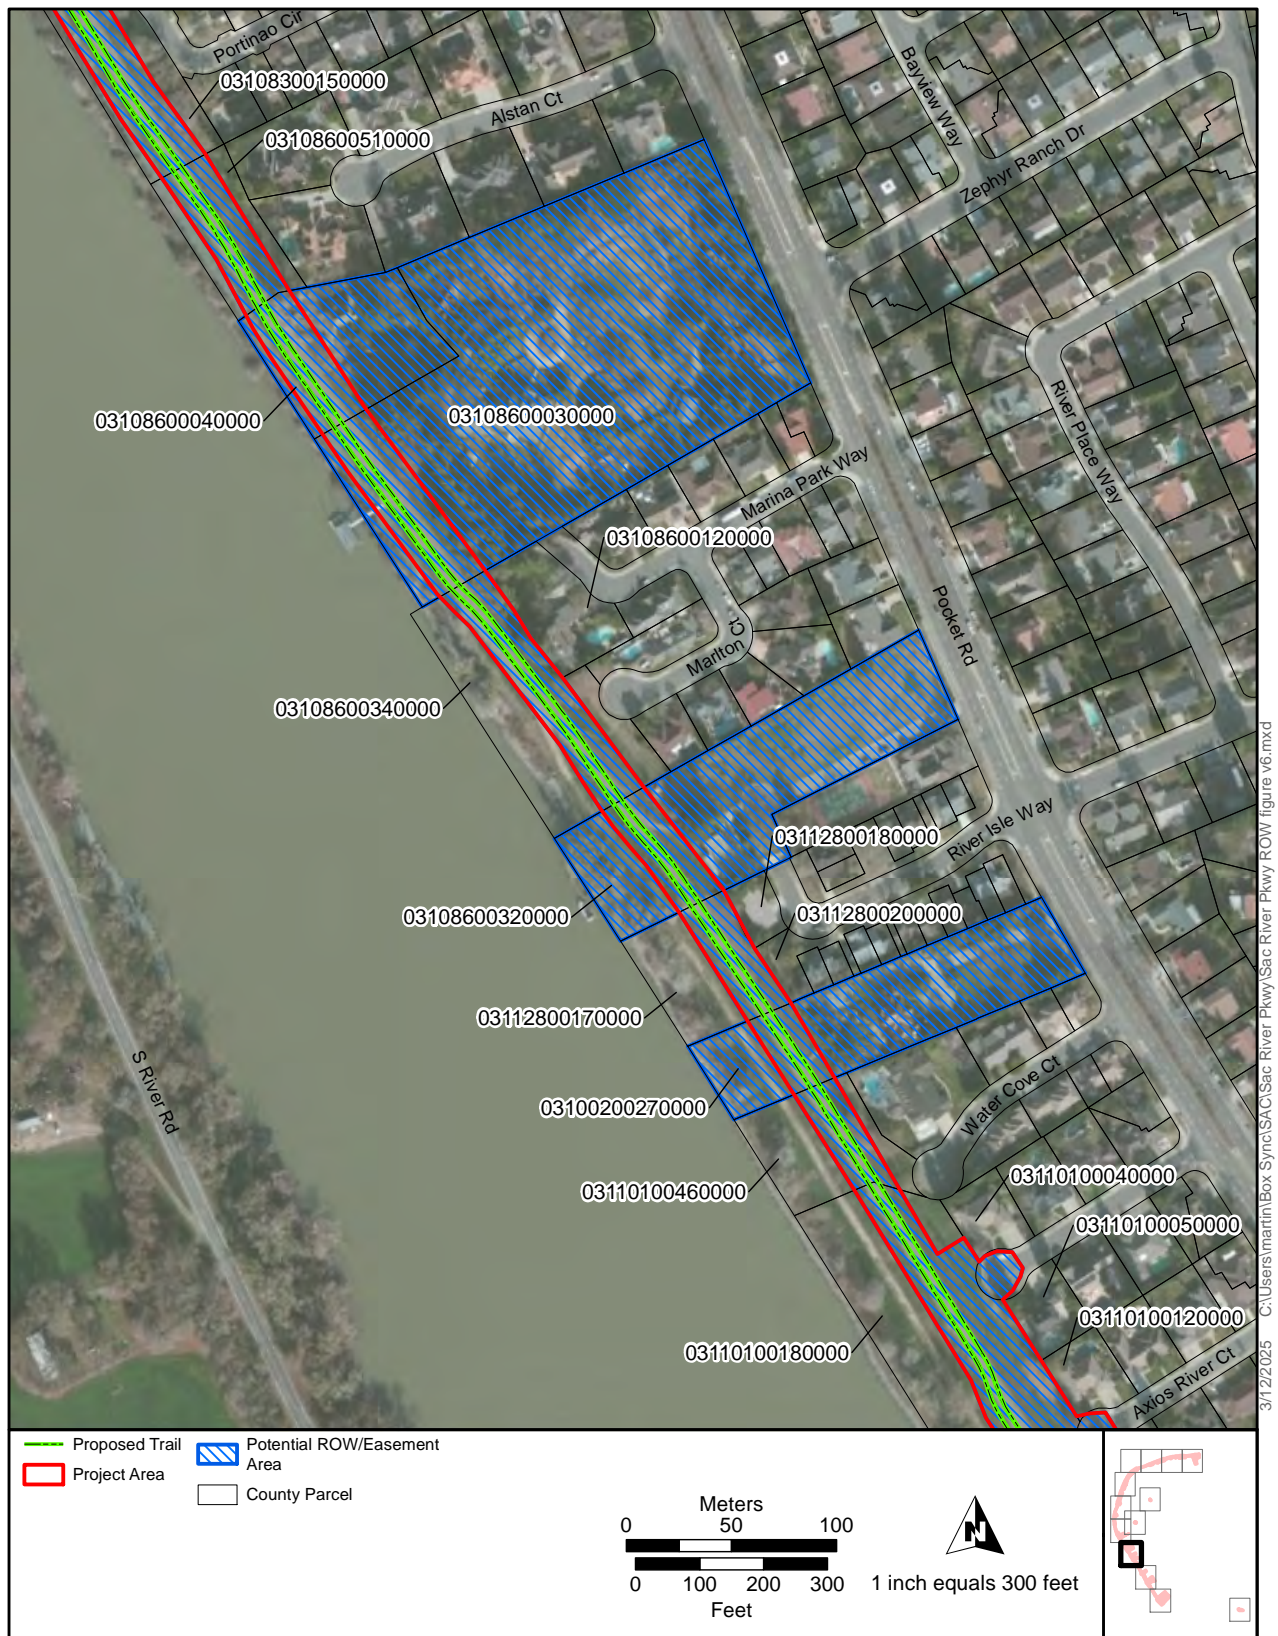 Portinao Cir
03108300150000
Alstan Ct
03108600510000
Bayview Way
Zephyr Ranch Dr
03108600040000
03108600030000
River Place Way
Marina Park Way
03108600120000
Pocket Rd
Marlton Ct
03108600340000
03112800180000
River Isle Way
03108600320000
03112800200000
03112800170000
S River Rd
03100200270000
Water Cove Ct
03110100460000
03110100040000
03110100050000
03110100120000
03110100180000
Axios River Ct
3/12/2025 C:\Users\martin\Box Sync\SAC\Sac River Pkwy\Sac River Pkwy ROW figure v6.mxd
Proposed Trail
Project Area
Potential ROW/Easement
Area
County Parcel
Meters
0 50 100
0 100 200 300
Feet
N
1 inch equals 300 feet